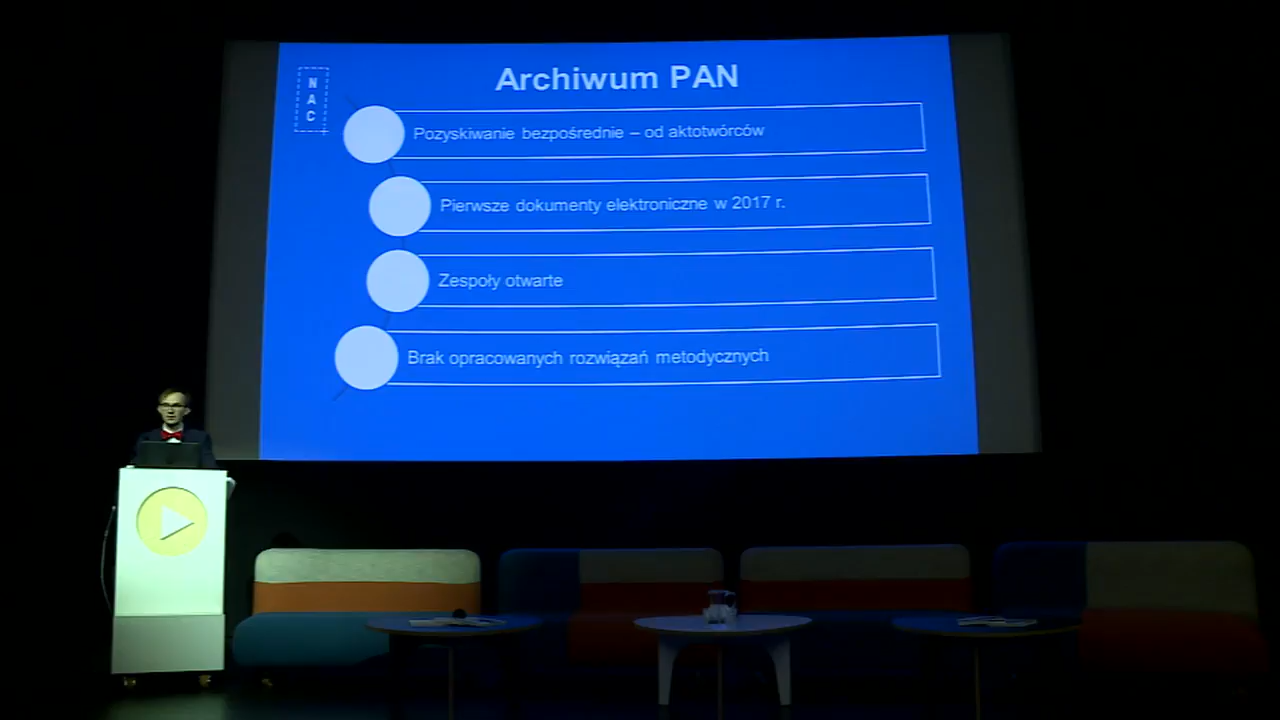 NAC
Archiwum PAN
Pozyskiwanie bezpośrednie – od aktotwórców
Pierwsze dokumenty elektroniczne w 2017 r.
Zespoły otwarte
Brak opracowanych rozwiązań metodycznych